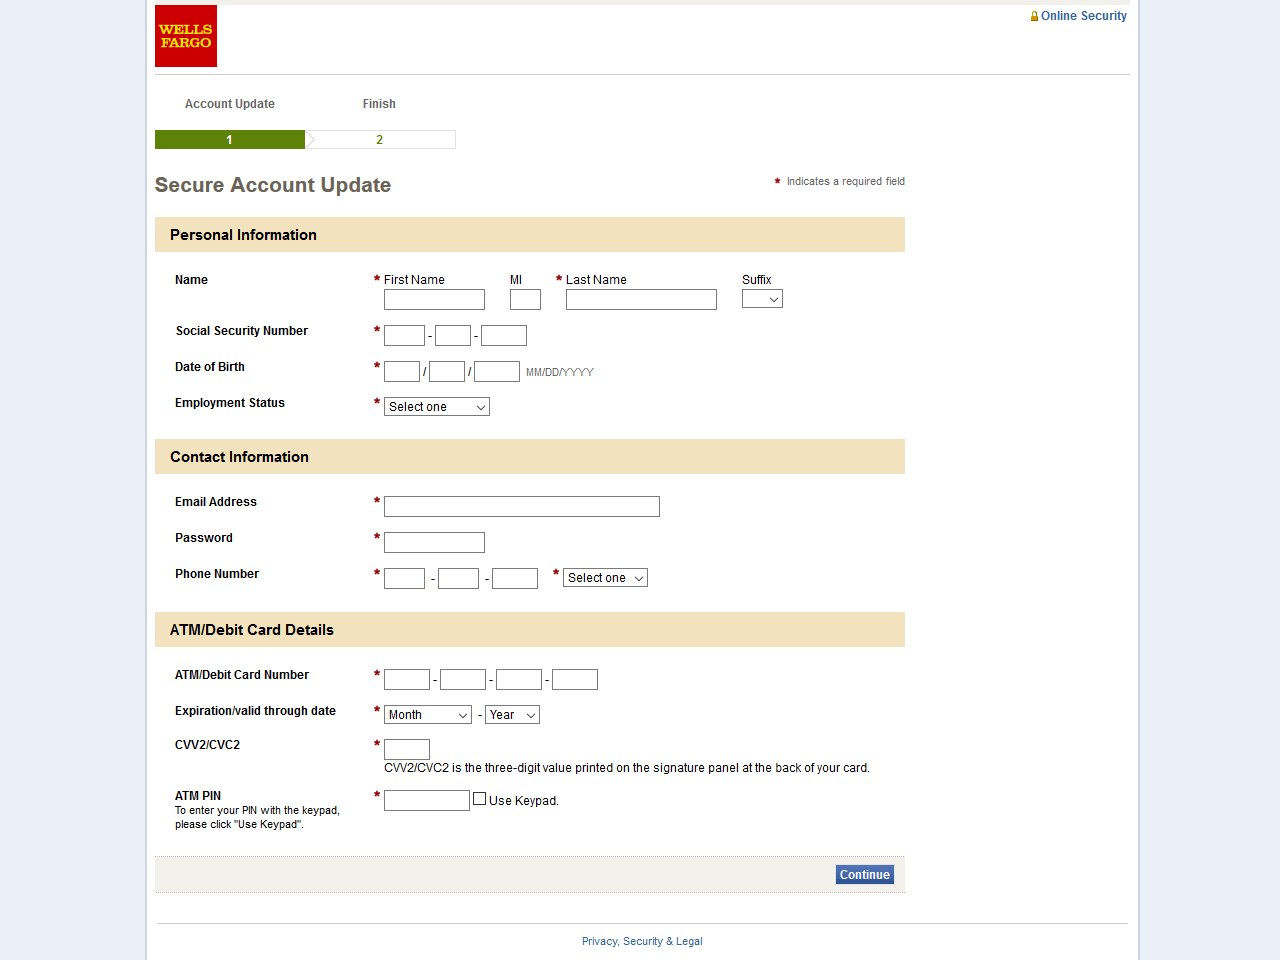 WELLS
FARGO
Online Security
Account Update Finish
1 2
Secure Account Update * Indicates a required field
Personal Information
Name * First Name MI * Last Name Suffix
Social Security Number * - -
Date of Birth * / / MM/DD/YYYY
Employment Status * Select one
Contact Information
Email Address *
Password *
Phone Number * - - * Select one
ATM/Debit Card Details
ATM/Debit Card Number * - - -
Expiration/valid through date * Month - Year
CVV2/CVC2 *
CVV2/CVC2 is the three-digit value printed on the signature panel at the back of your card.
ATM PIN * Use Keypad.
To enter your PIN with the keypad,
please click "Use Keypad".
Continue
Privacy, Security & Legal